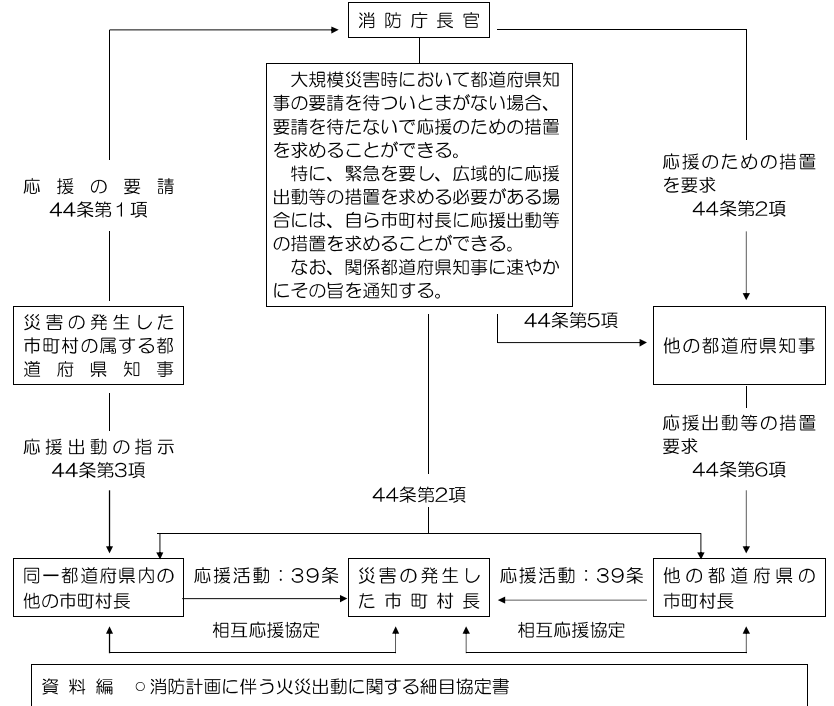 消防庁長官
大規模災害時において都道府県知
事の要請を待ついとまがない場合、
要請を待たないで応援のための措置
を求めることができる。
特に、緊急を要し、広域的に応援
出動等の措置を求める必要がある場
合には、自ら市町村長に応援出動等
の措置を求めることができる。
なお、関係都道府県知事に速やか
にその旨を通知する。
応援の要請
44条第1項
応援のための措置
を要求
44条第2項
災害の発生した
市町村の属する都
道府県知事
44条第5項
他の都道府県知事
応援出動の指示
44条第3項
応援出動等の措置
要求
44条第6項
44条第2項
同一都道府県内の
他の市町村長
応援活動：39条
災害の発生し
た市町村長
応援活動：39条
他の都道府県の
市町村長
相互応援協定
相互応援協定
資料編 ○消防計画に伴う火災出動に関する細目協定書